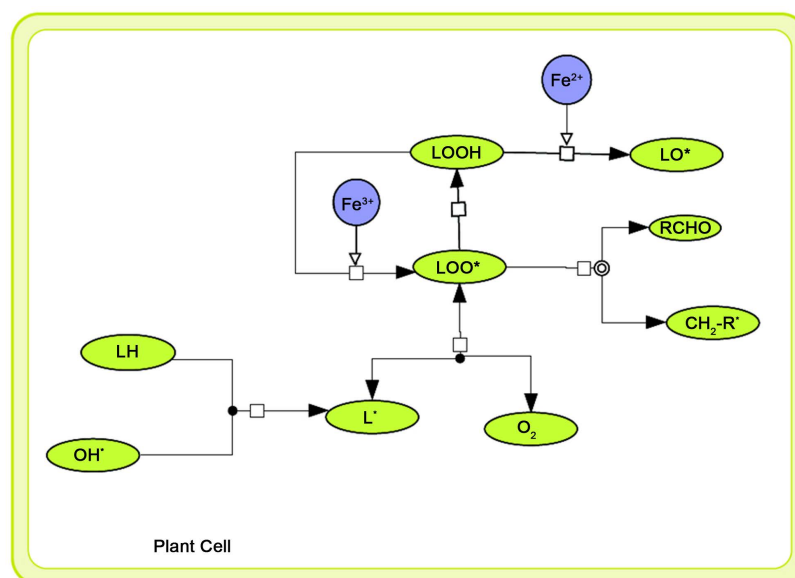 Fe²⁺
LOOH
LO*
Fe³⁺
RCHO
LOO*
CH₂-R*
LH
L*
O₂
OH*
Plant Cell